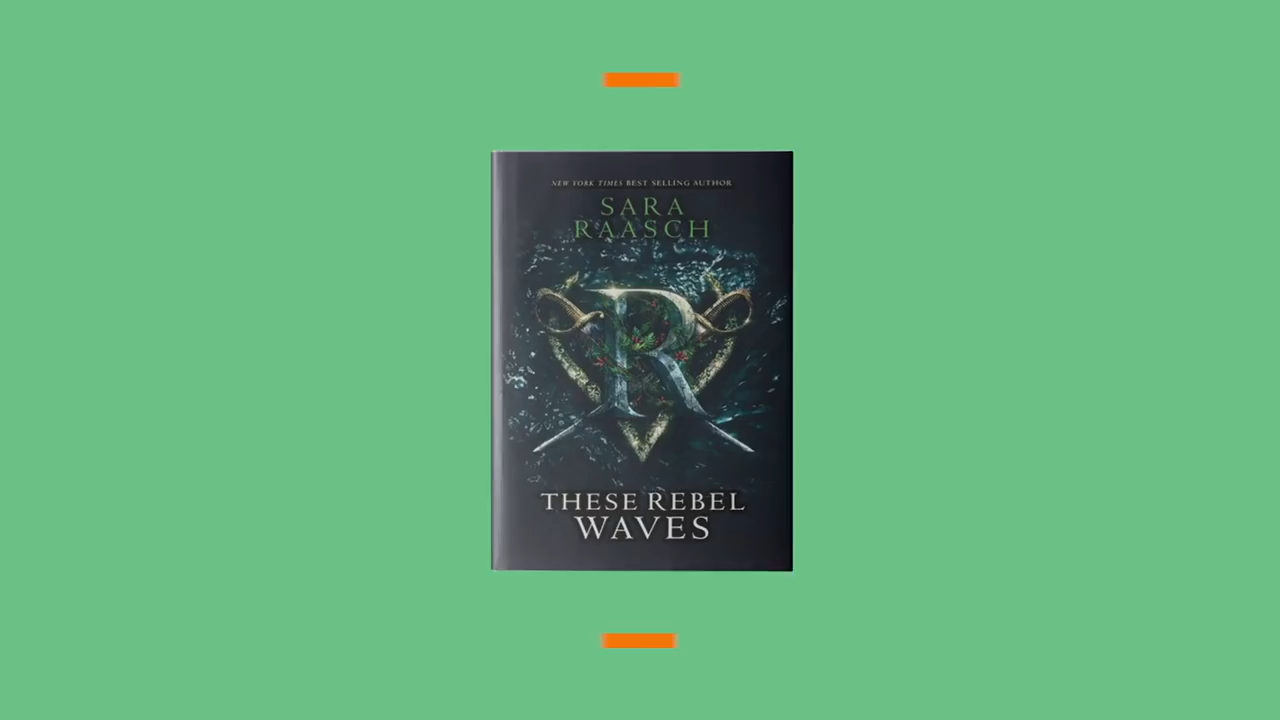 NEW YORK TIMES BEST SELLING AUTHOR
SARA
RAASCH
R
THESE REBEL
WAVES